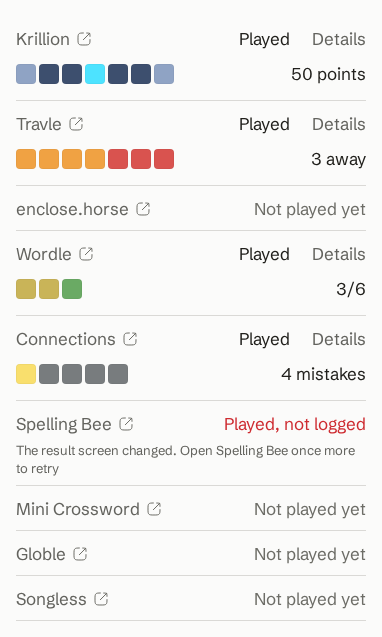 Krillion Played Details
50 points
Travle Played Details
3 away
enclose.horse Not played yet
Wordle Played Details
3/6
Connections Played Details
4 mistakes
Spelling Bee Played, not logged
The result screen changed. Open Spelling Bee once more
to retry
Mini Crossword Not played yet
Globle Not played yet
Songless Not played yet